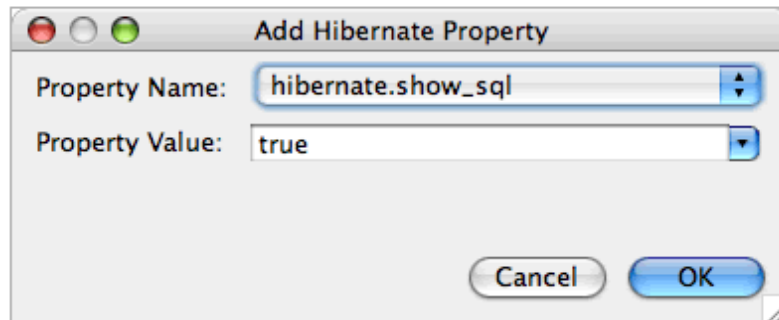 Add Hibernate Property
Property Name: hibernate.show_sql
Property Value: true
Cancel OK